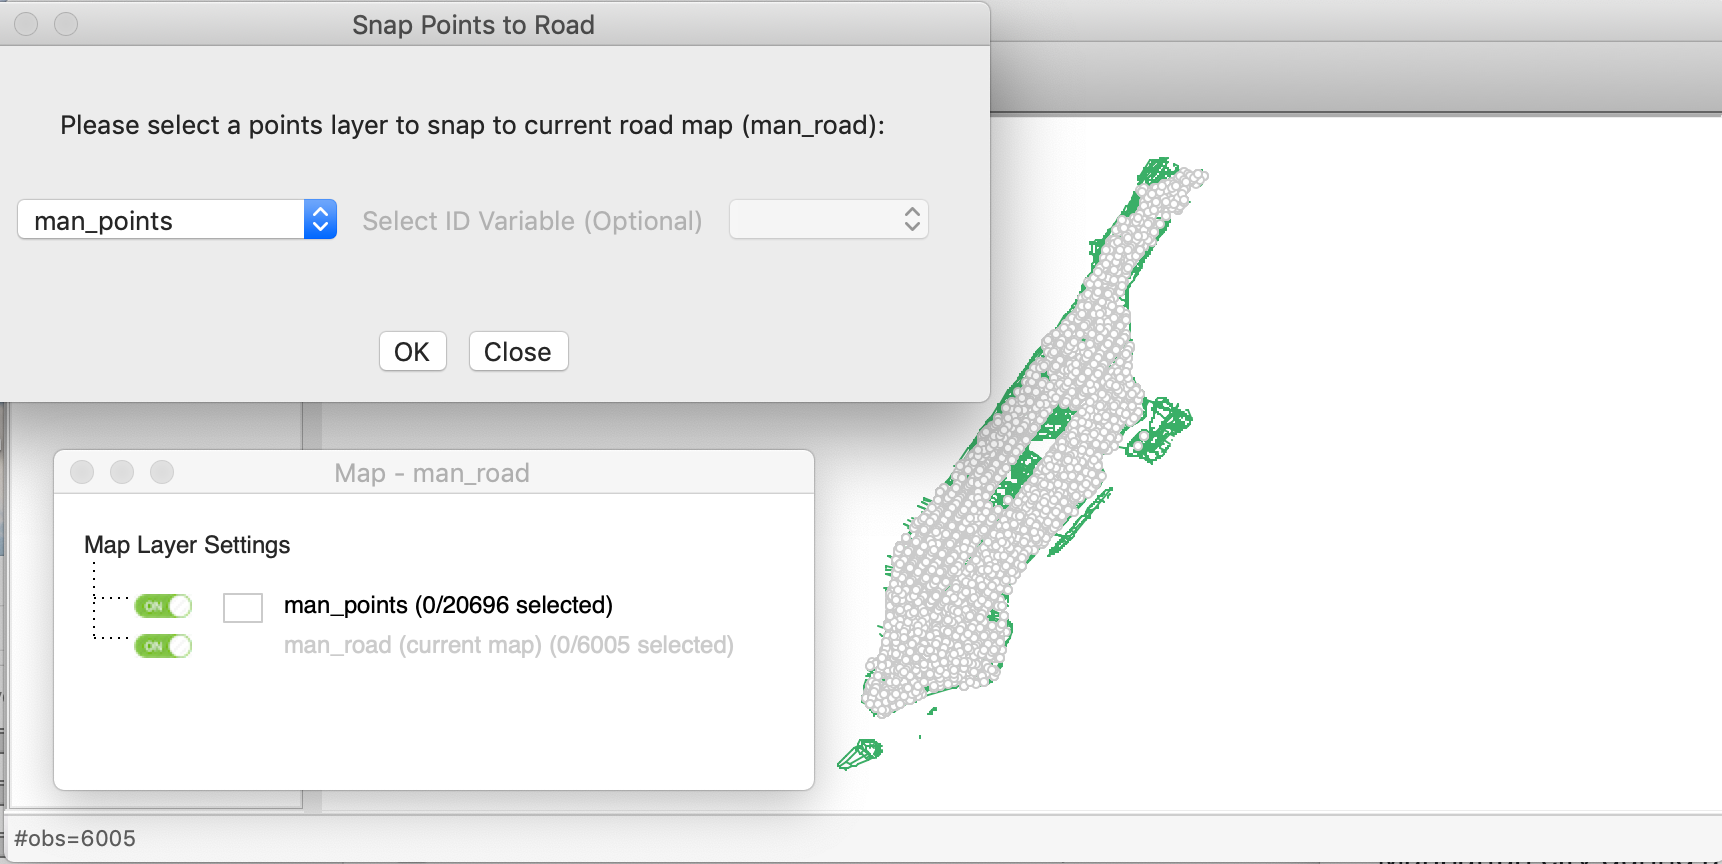 Snap Points to Road
Please select a points layer to snap to current road map (man_road):
man_points Select ID Variable (Optional)
OK Close
Map - man_road
Map Layer Settings
ON man_points (0/20696 selected)
ON man_road (current map) (0/6005 selected)
#obs=6005